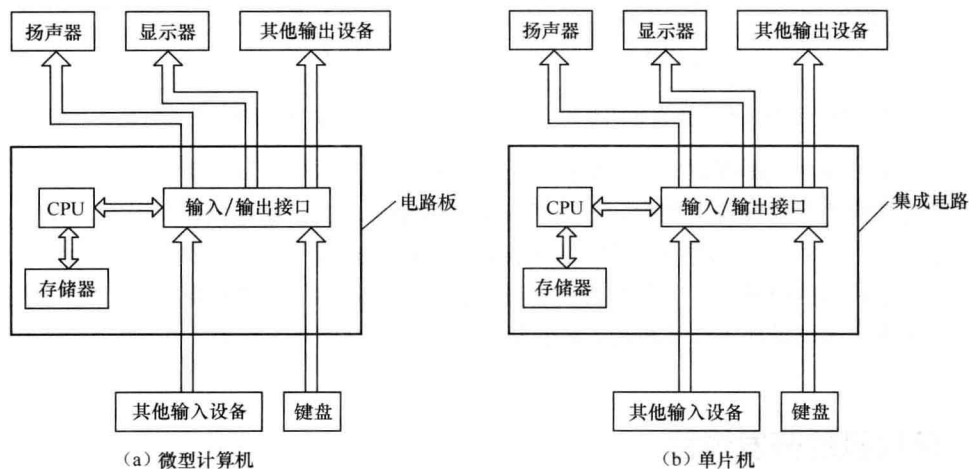 扬声器
显示器
其他输出设备
CPU
输入/输出接口
存储器
电路板
其他输入设备
键盘
(a) 微型计算机
扬声器
显示器
其他输出设备
CPU
输入/输出接口
存储器
集成电路
其他输入设备
键盘
(b) 单片机